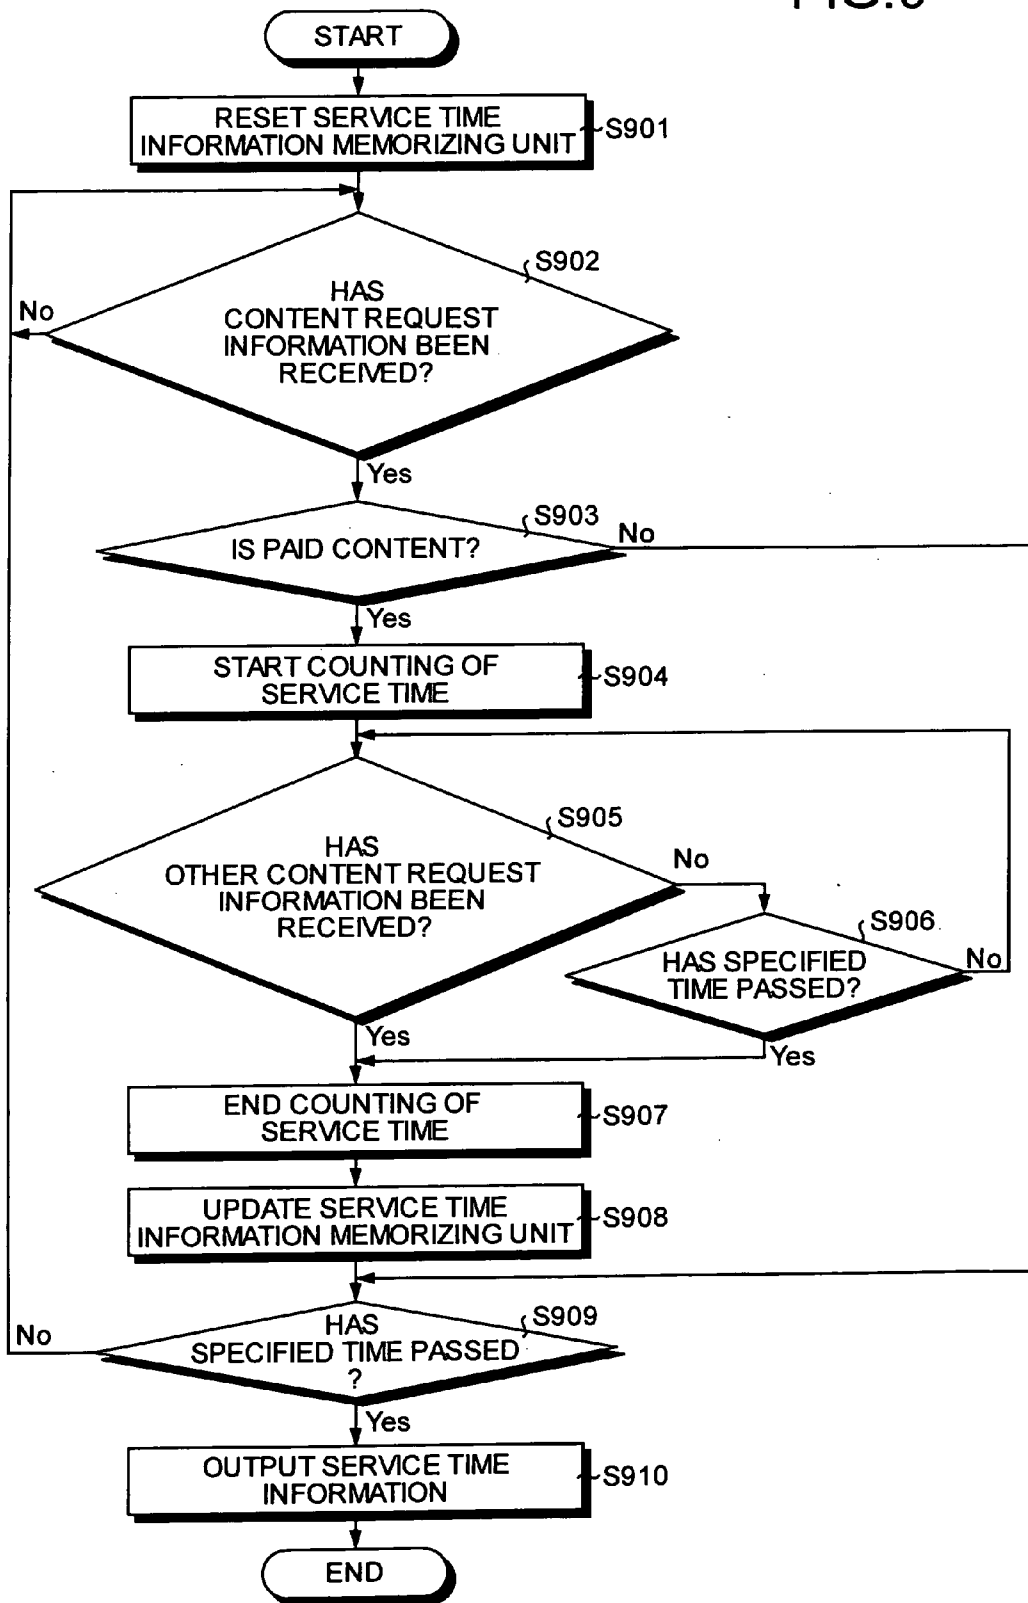 START
RESET SERVICE TIME
INFORMATION MEMORIZING UNIT
S901
S902
HAS
CONTENT REQUEST
INFORMATION BEEN
RECEIVED?
No
Yes
S903
IS PAID CONTENT?
No
Yes
START COUNTING OF
SERVICE TIME
S904
S905
HAS
OTHER CONTENT REQUEST
INFORMATION BEEN
RECEIVED?
No
S906
HAS SPECIFIED
TIME PASSED?
No
Yes
Yes
END COUNTING OF
SERVICE TIME
S907
UPDATE SERVICE TIME
INFORMATION MEMORIZING UNIT
S908
S909
HAS
SPECIFIED TIME PASSED
?
No
Yes
OUTPUT SERVICE TIME
INFORMATION
S910
END